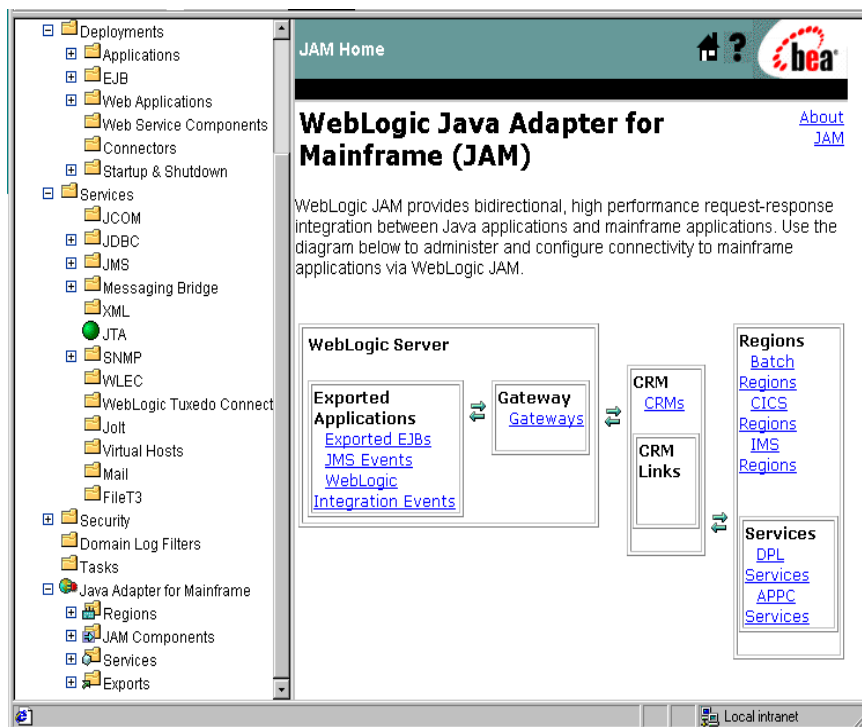 Deployments
Applications
EJB
Web Applications
Web Service Components
Connectors
Startup & Shutdown
Services
JCOM
JDBC
JMS
Messaging Bridge
XML
JTA
SNMP
WLEC
WebLogic Tuxedo Connect
Jolt
Virtual Hosts
Mail
FileT3
Security
Domain Log Filters
Tasks
Java Adapter for Mainframe
Regions
JAM Components
Services
Exports
JAM Home
?
bea
WebLogic Java Adapter for
Mainframe (JAM)
About
JAM
WebLogic JAM provides bidirectional, high performance request-response
integration between Java applications and mainframe applications. Use the
diagram below to administer and configure connectivity to mainframe
applications via WebLogic JAM.
WebLogic Server
Exported
Applications
Exported EJBs
JMS Events
WebLogic
Integration Events
Gateway
Gateways
CRM
CRMs
CRM
Links
Regions
Batch
Regions
CICS
Regions
IMS
Regions
Services
DPL
Services
APPC
Services
Local intranet